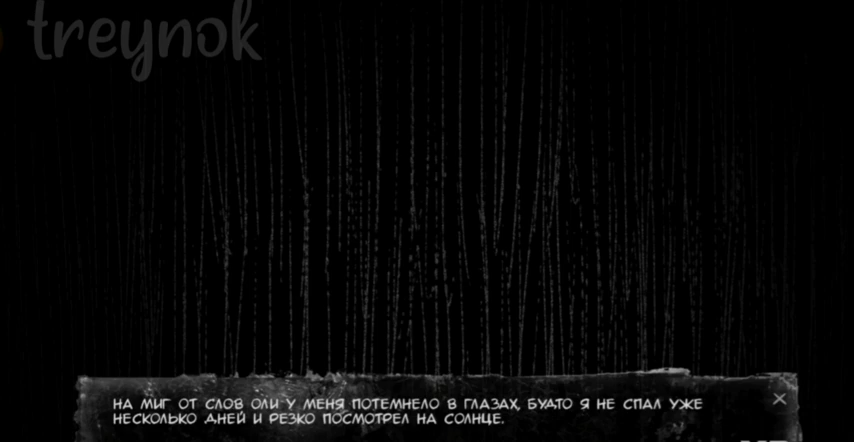 treynok
НА МИГ ОТ СЛОВ ОЛИ У МЕНЯ ПОТЕМНЕЛО В ГЛАЗАХ, БУДТО Я НЕ СПАЛ УЖЕ
НЕСКОЛЬКО ДНЕЙ И РЕЗКО ПОСМОТРЕЛ НА СОЛНЦЕ.